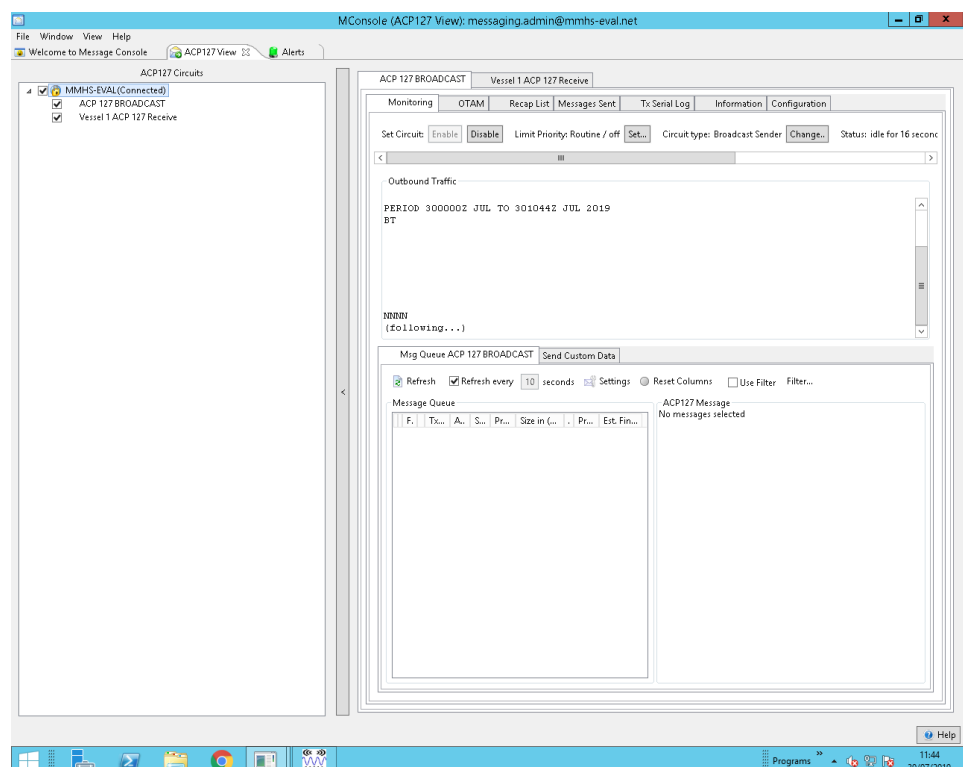 MConsole (ACP127 View): messaging.admin@mmhs-eval.net
File Window View Help
Welcome to Message Console ACP127 View Alerts
ACP127 Circuits
MMHS-EVAL(Connected)
ACP 127 BROADCAST
Vessel 1 ACP 127 Receive
ACP 127 BROADCAST Vessel 1 ACP 127 Receive
Monitoring OTAM Recap List Messages Sent Tx Serial Log Information Configuration
Set Circuit: Enable Disable Limit Priority: Routine / off Set... Circuit type: Broadcast Sender Change.. Status: idle for 16 seconc
Outbound Traffic
PERIOD 300000Z JUL TO 301044Z JUL 2019
BT
NNNN
(following...)
Msg Queue ACP 127 BROADCAST Send Custom Data
Refresh Refresh every 10 seconds Settings Reset Columns Use Filter Filter...
Message Queue
F. Tx... A.. S... Pr... Size in (... . Pr... Est. Fin...
ACP127 Message
No messages selected
Help
Programs
11:44